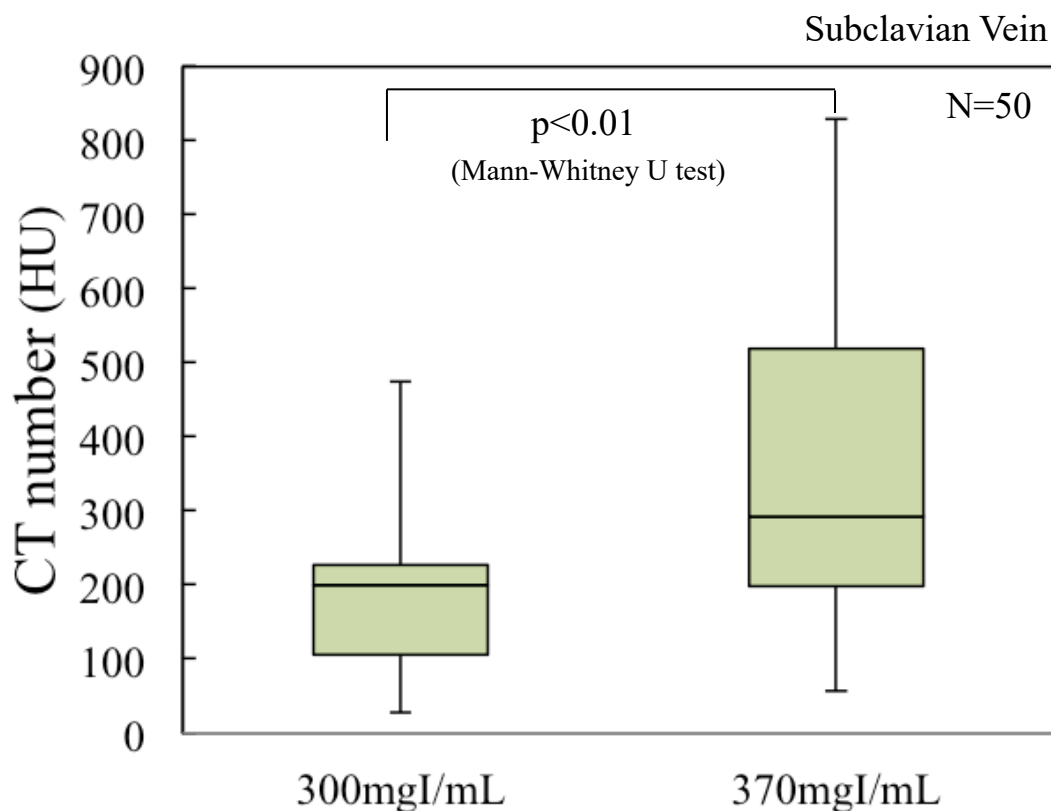 Subclavian Vein
N=50
p<0.01
(Mann-Whitney U test)
CT number (HU)
900
800
700
600
500
400
300
200
100
0
300mgI/mL
370mgI/mL